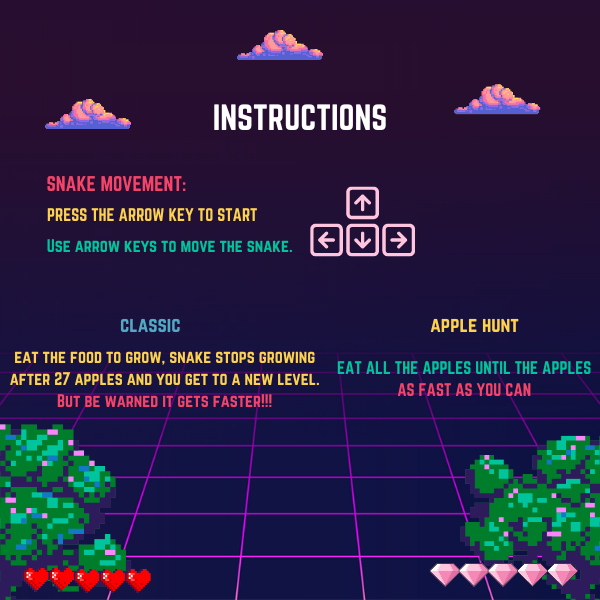 INSTRUCTIONS
SNAKE MOVEMENT:
PRESS THE ARROW KEY TO START
USE ARROW KEYS TO MOVE THE SNAKE.
CLASSIC
EAT THE FOOD TO GROW, SNAKE STOPS GROWING
AFTER 27 APPLES AND YOU GET TO A NEW LEVEL.
BUT BE WARNED IT GETS FASTER!!!
APPLE HUNT
EAT ALL THE APPLES UNTIL THE APPLES
AS FAST AS YOU CAN